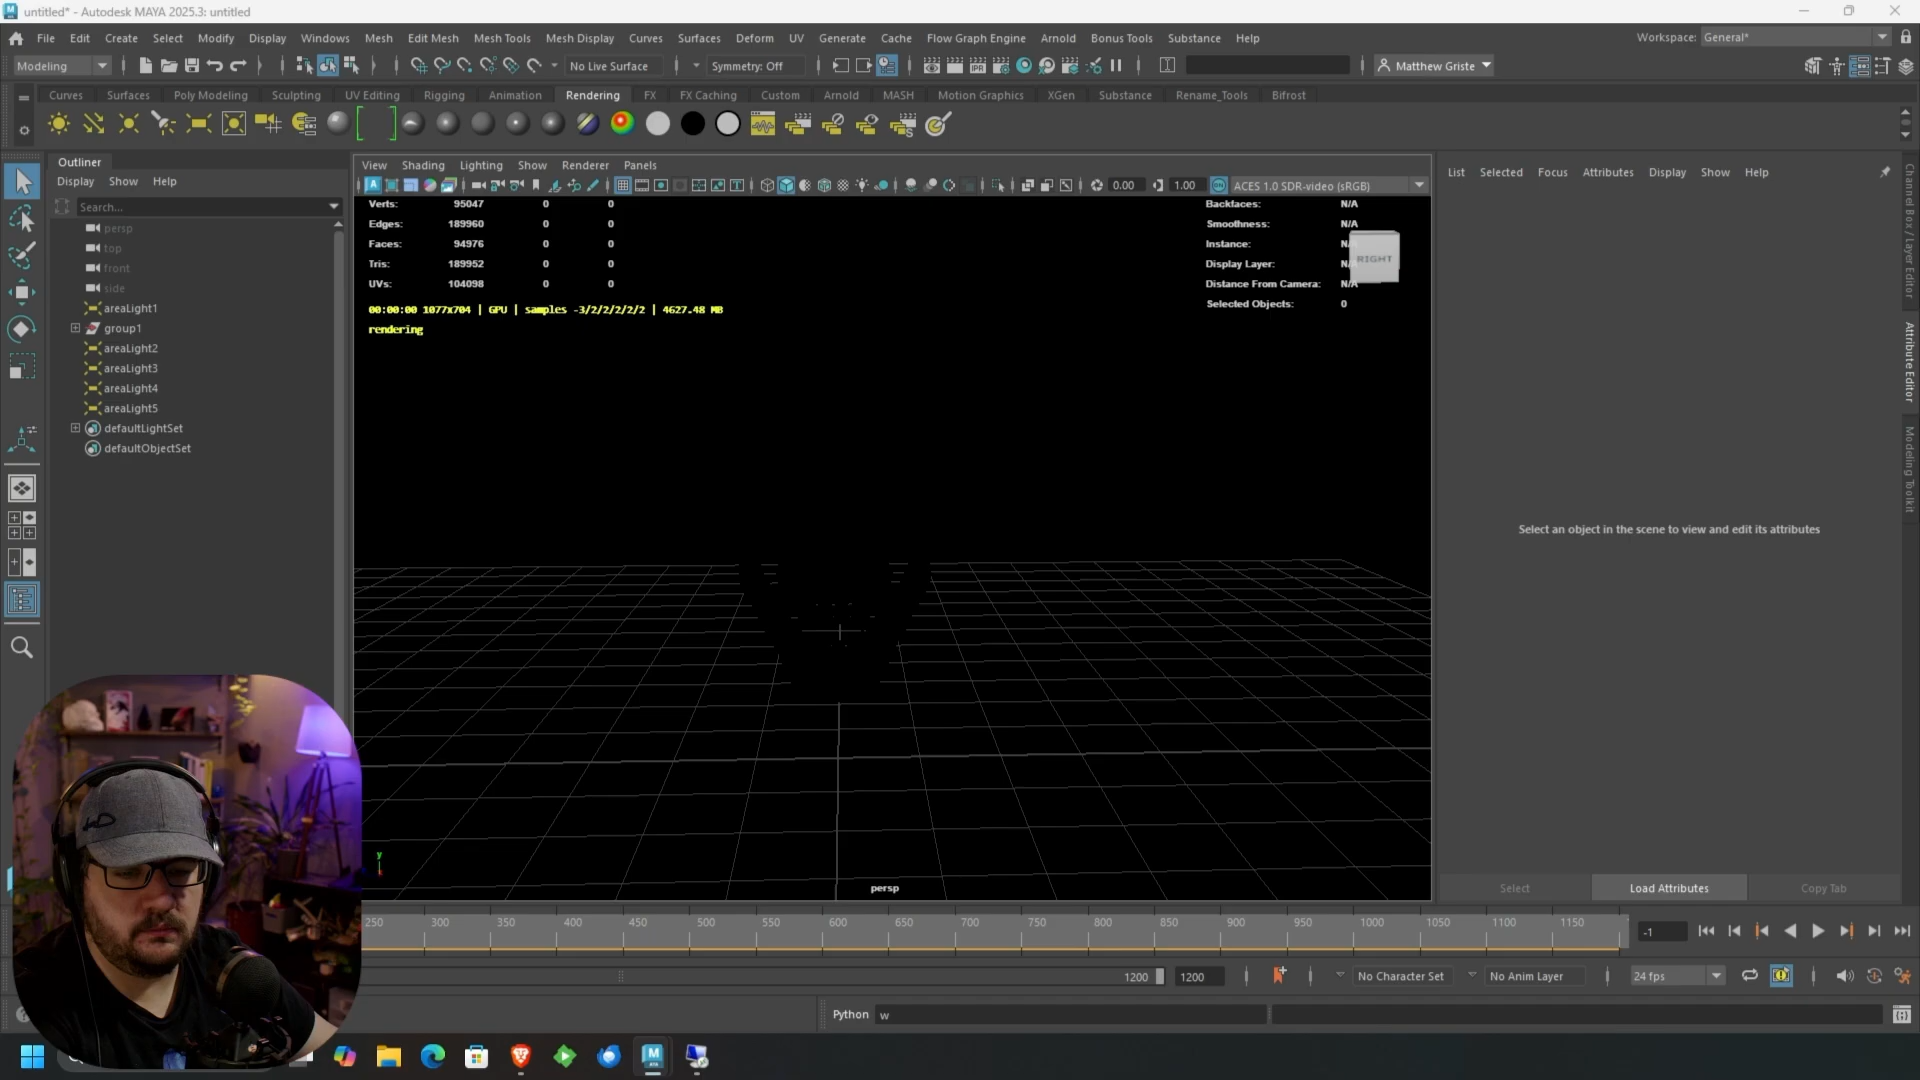 untitled* - Autodesk MAYA 2025.3: untitled
File Edit Create Select Modify Display Windows Mesh Edit Mesh Mesh Tools Mesh Display Curves Surfaces Deform UV Generate Cache Flow Graph Engine Arnold Bonus Tools Substance Help
Workspace: General*
Modeling
No Live Surface
Symmetry: Off
Matthew Griste
Curves Surfaces Poly Modeling Sculpting UV Editing Rigging Animation Rendering FX FX Caching Custom Arnold MASH Motion Graphics XGen Substance Rename_Tools Bifrost
Outliner
Display Show Help
Search...
persp
top
front
side
areaLight1
group1
areaLight2
areaLight3
areaLight4
areaLight5
defaultLightSet
defaultObjectSet
View Shading Lighting Show Renderer Panels
0.00 1.00 ACES 1.0 SDR-video (sRGB)
Verts: 95047 0 0
Edges: 189960 0 0
Faces: 94976 0 0
Tris: 189952 0 0
UVs: 104098 0 0
00:00:00 1077x704 | GPU | samples -3/2/2/2/2/2 | 4627.48 MB
rendering
Backfaces: N/A
Smoothness: N/A
Instance: N/
Display Layer: N/
Distance From Camera: N/A
Selected Objects: 0
RIGHT
y
persp
List Selected Focus Attributes Display Show Help
Select an object in the scene to view and edit its attributes
Select Load Attributes Copy Tab
Channel Box / Layer Editor
Attribute Editor
Modeling Toolkit
250 300 350 400 450 500 550 600 650 700 750 800 850 900 950 1000 1050 1100 1150
-1
1200 1200
No Character Set
No Anim Layer
24 fps
Python w